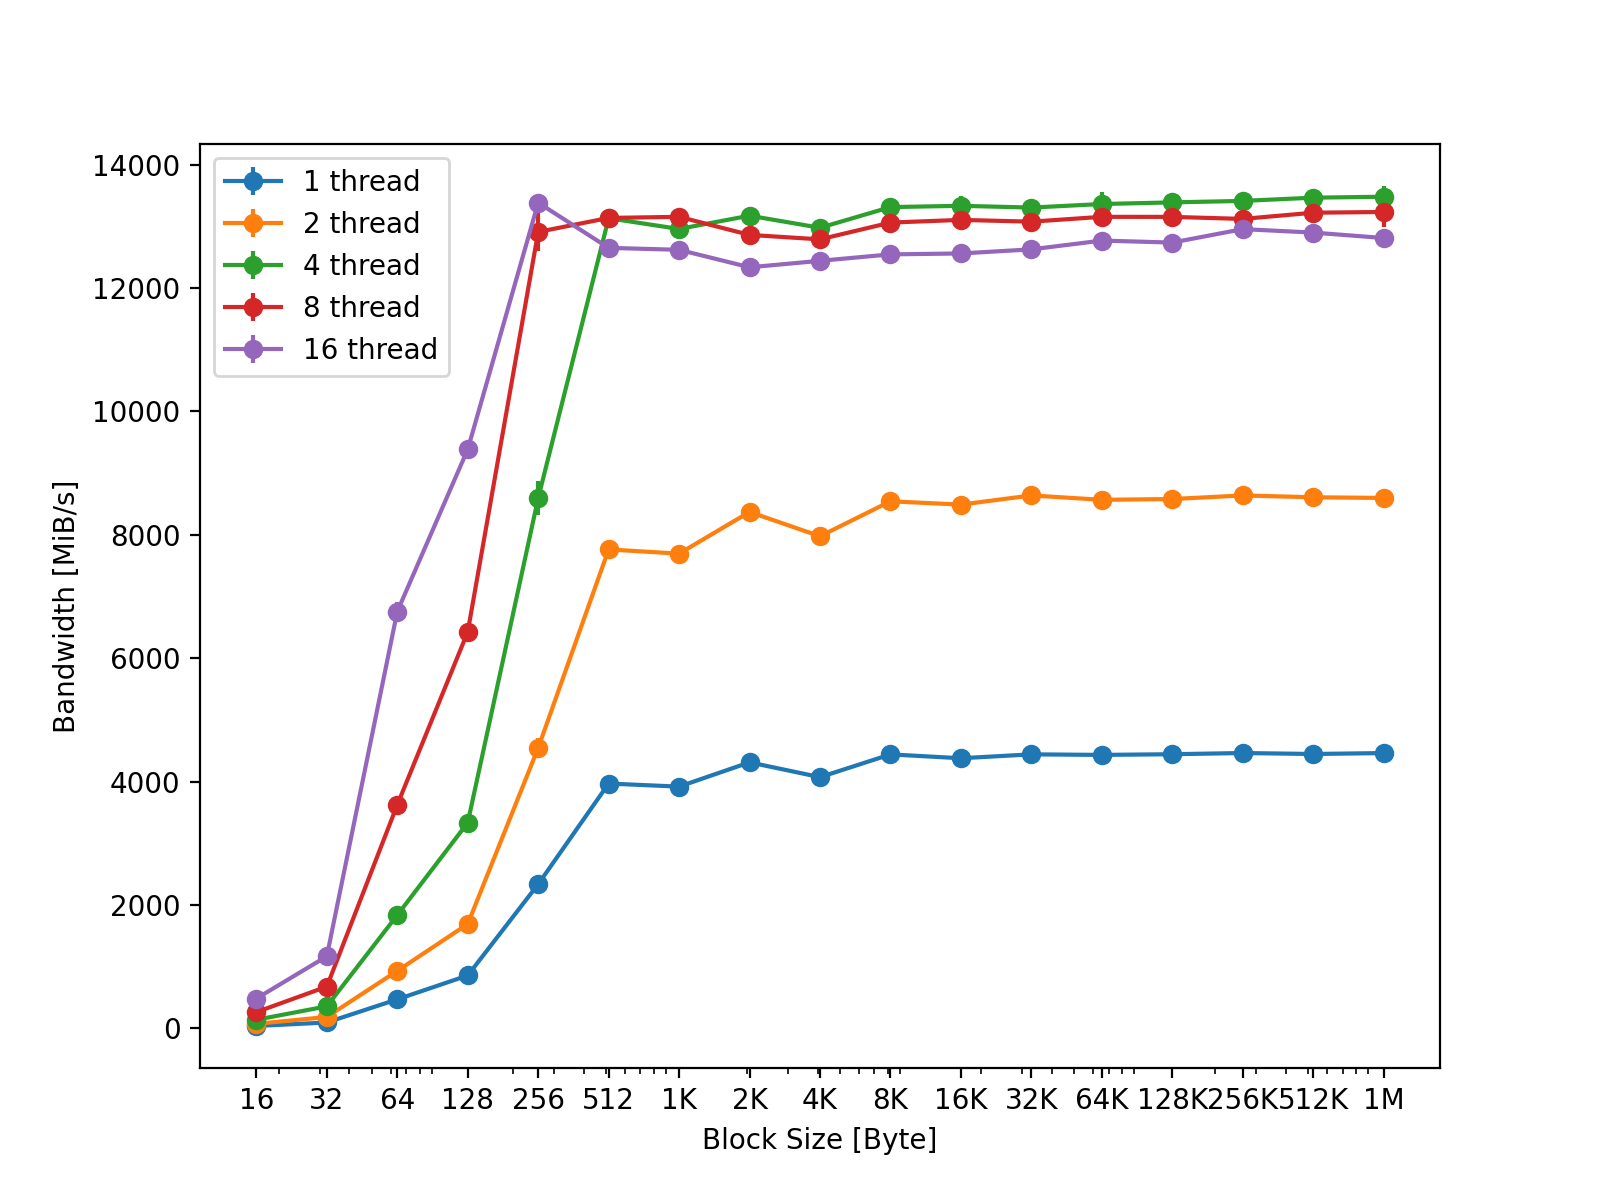 14000
12000
10000
8000
6000
4000
2000
0
Bandwidth [MiB/s]
1 thread
2 thread
4 thread
8 thread
16 thread
16 32 64 128 256 512 1K 2K 4K 8K 16K 32K 64K 128K 256K 512K 1M
Block Size [Byte]